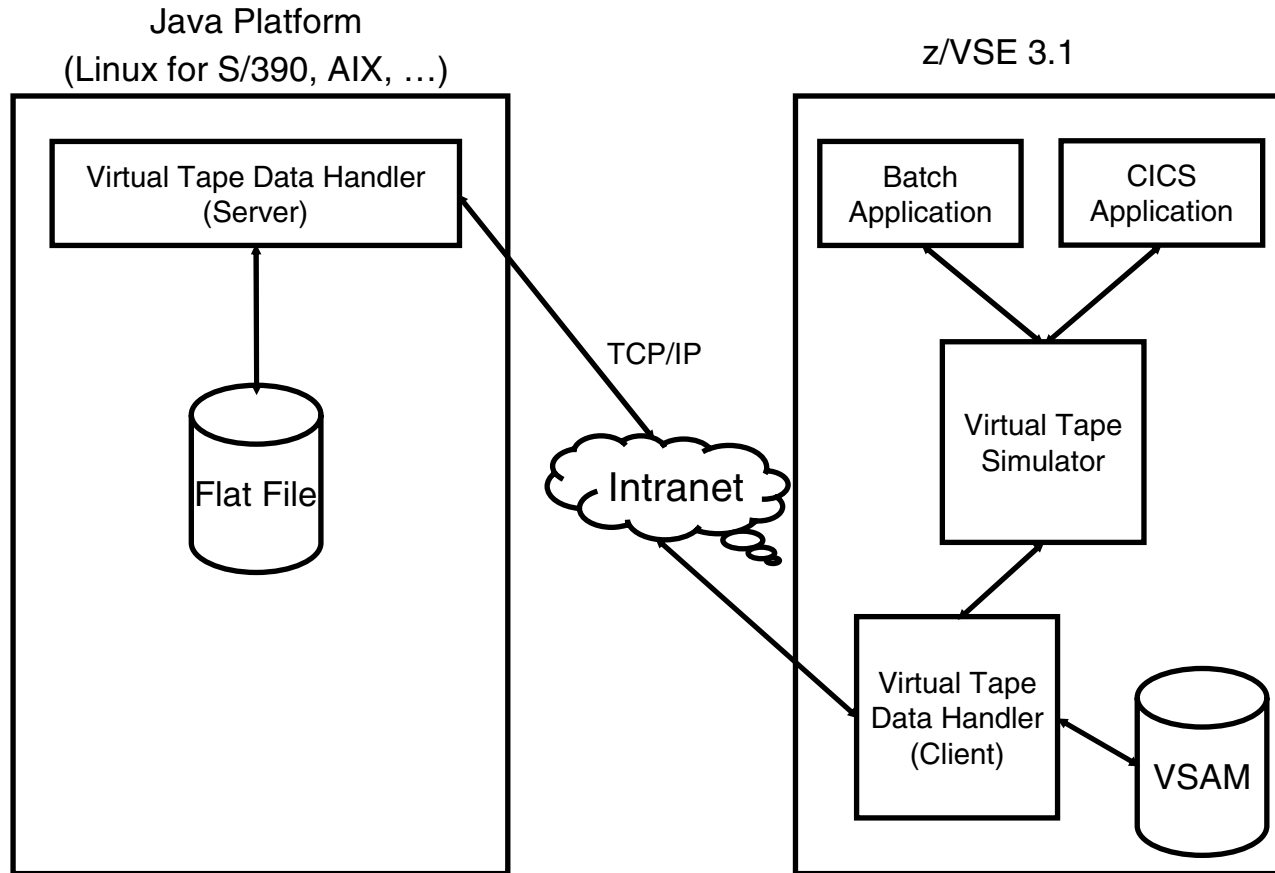 Java Platform
(Linux for S/390, AIX, …)
z/VSE 3.1
Virtual Tape Data Handler
(Server)
Batch
Application
CICS
Application
TCP/IP
Virtual Tape
Simulator
Flat File
Intranet
Virtual Tape
Data Handler
(Client)
VSAM